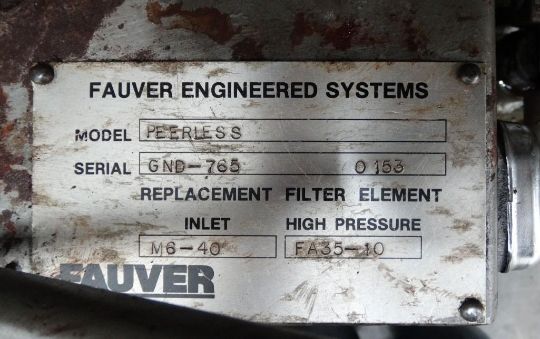 FAUVER ENGINEERED SYSTEMS
MODEL PEERLESS
SERIAL GND-765 0153
REPLACEMENT FILTER ELEMENT
INLET HIGH PRESSURE
M6-40 FA35-10
FAUVER